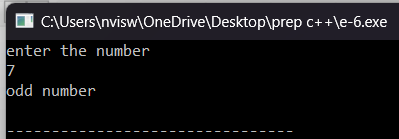 C:\Users\nvisw\OneDrive\Desktop\prep c++\e-6.exe
enter the number
7
odd number
--------------------------------